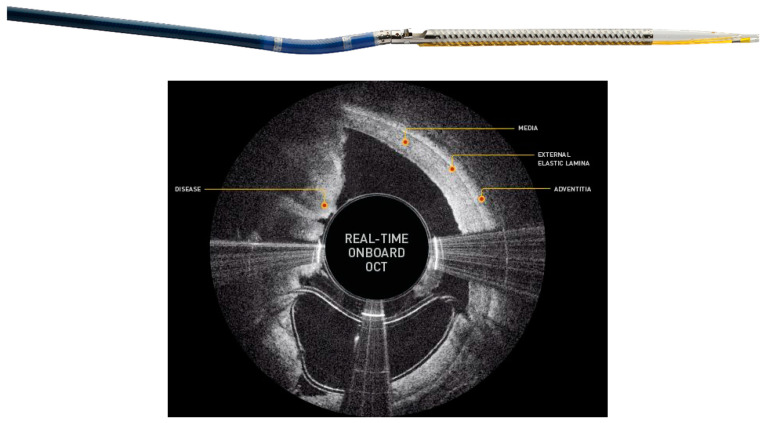 MEDIA
EXTERNAL
ELASTIC LAMINA
DISEASE
ADVENTITIA
REAL-TIME
ONBOARD
OCT